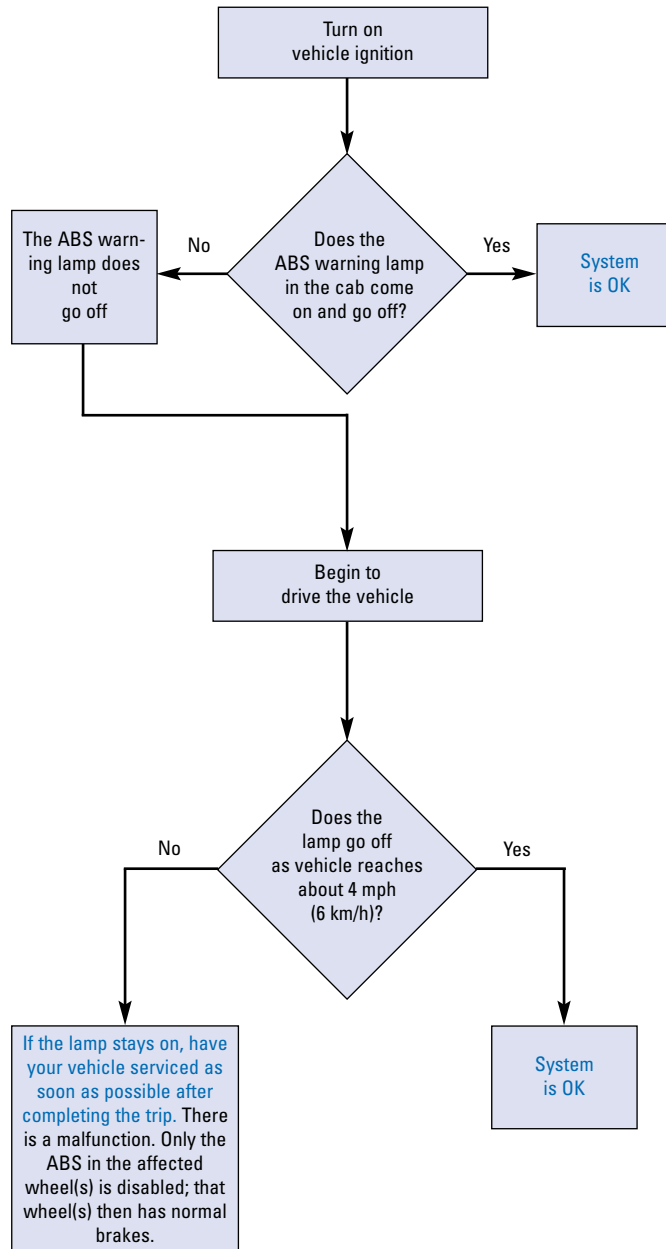 Turn on
vehicle ignition
Does the
ABS warning lamp
in the cab come
on and go off?
No
Yes
The ABS warn-
ing lamp does
not
go off
System
is OK
Begin to
drive the vehicle
Does the
lamp go off
as vehicle reaches
about 4 mph
(6 km/h)?
No
Yes
If the lamp stays on, have
your vehicle serviced as
soon as possible after
completing the trip. There
is a malfunction. Only the
ABS in the affected
wheel(s) is disabled; that
wheel(s) then has normal
brakes.
System
is OK